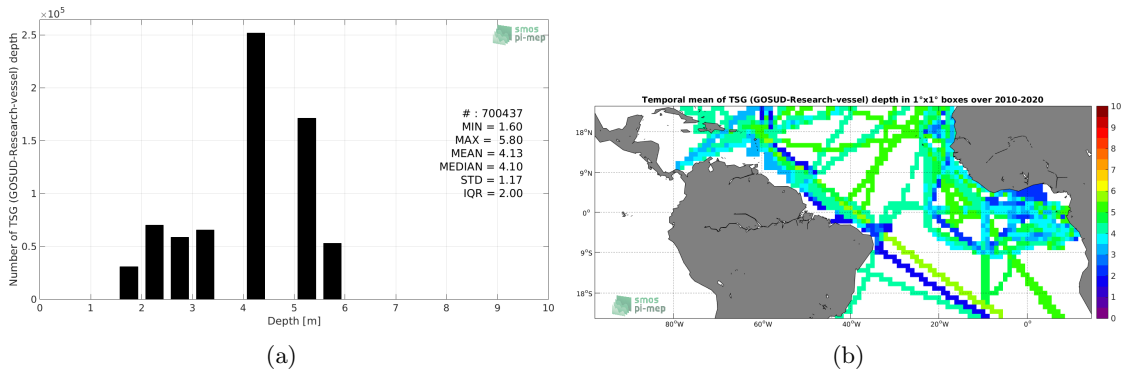 ×10⁵
2.5
2
1.5
1
0.5
0
Number of TSG (GOSUD-Research-vessel) depth
0 1 2 3 4 5 6 7 8 9 10
Depth [m]
smos
pi-mep
# : 700437
MIN = 1.60
MAX = 5.80
MEAN = 4.13
MEDIAN = 4.10
STD = 1.17
IQR = 2.00
(a)
Temporal mean of TSG (GOSUD-Research-vessel) depth in 1°x1° boxes over 2010-2020
18°N
9°N
0°
9°S
18°S
80°W 60°W 40°W 20°W 0°
smos
pi-mep
10
9
8
7
6
5
4
3
2
1
0
(b)